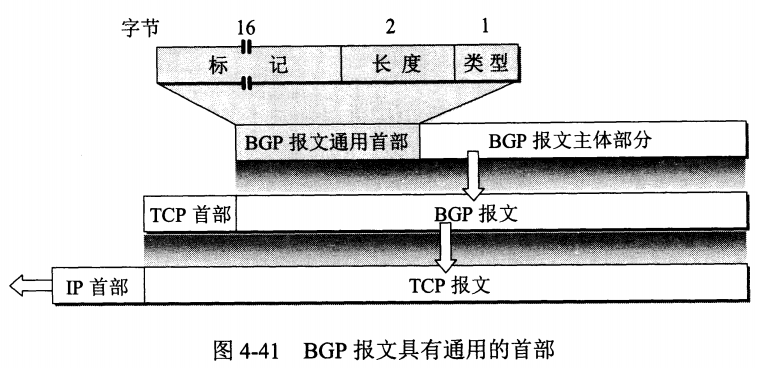 字节 16 2 1
标 记 长 度 类 型
BGP 报文通用首部 BGP 报文主体部分
TCP 首部 BGP 报文
IP 首部 TCP 报文
图 4-41 BGP 报文具有通用的首部